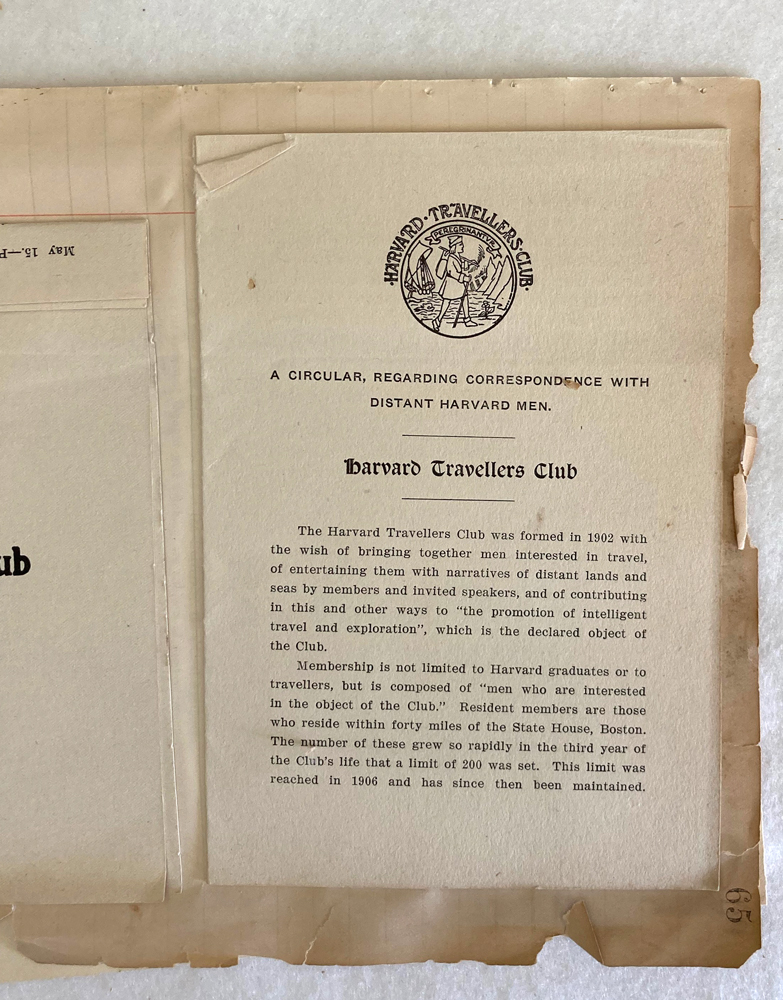 May 15.—P
ub
HARVARD·TRAVELLERS·CLUB·
PEREGRINANTVR
A CIRCULAR, REGARDING CORRESPONDENCE WITH
DISTANT HARVARD MEN.
Harvard Travellers Club
The Harvard Travellers Club was formed in 1902 with
the wish of bringing together men interested in travel,
of entertaining them with narratives of distant lands and
seas by members and invited speakers, and of contributing
in this and other ways to “the promotion of intelligent
travel and exploration”, which is the declared object of
the Club.
Membership is not limited to Harvard graduates or to
travellers, but is composed of “men who are interested
in the object of the Club.” Resident members are those
who reside within forty miles of the State House, Boston.
The number of these grew so rapidly in the third year of
the Club's life that a limit of 200 was set. This limit was
reached in 1906 and has since then been maintained.
65